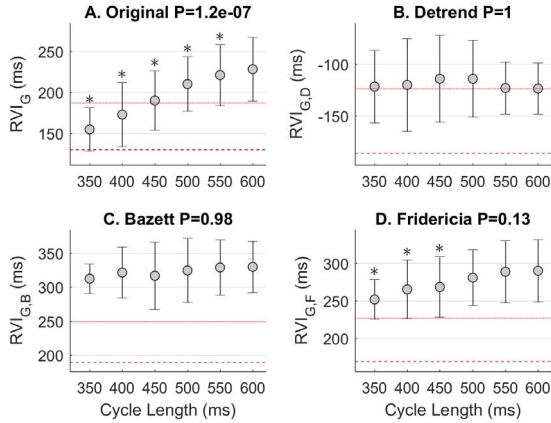 A. Original P=1.2e-07
RVI_G (ms)
250
200
150
* * * * *
350 400 450 500 550 600
B. Detrend P=1
RVI_G,D (ms)
-100
-150
350 400 450 500 550 600
C. Bazett P=0.98
RVI_G,B (ms)
350
300
250
200
350 400 450 500 550 600
Cycle Length (ms)
D. Fridericia P=0.13
RVI_G,F (ms)
300
200
* * *
350 400 450 500 550 600
Cycle Length (ms)